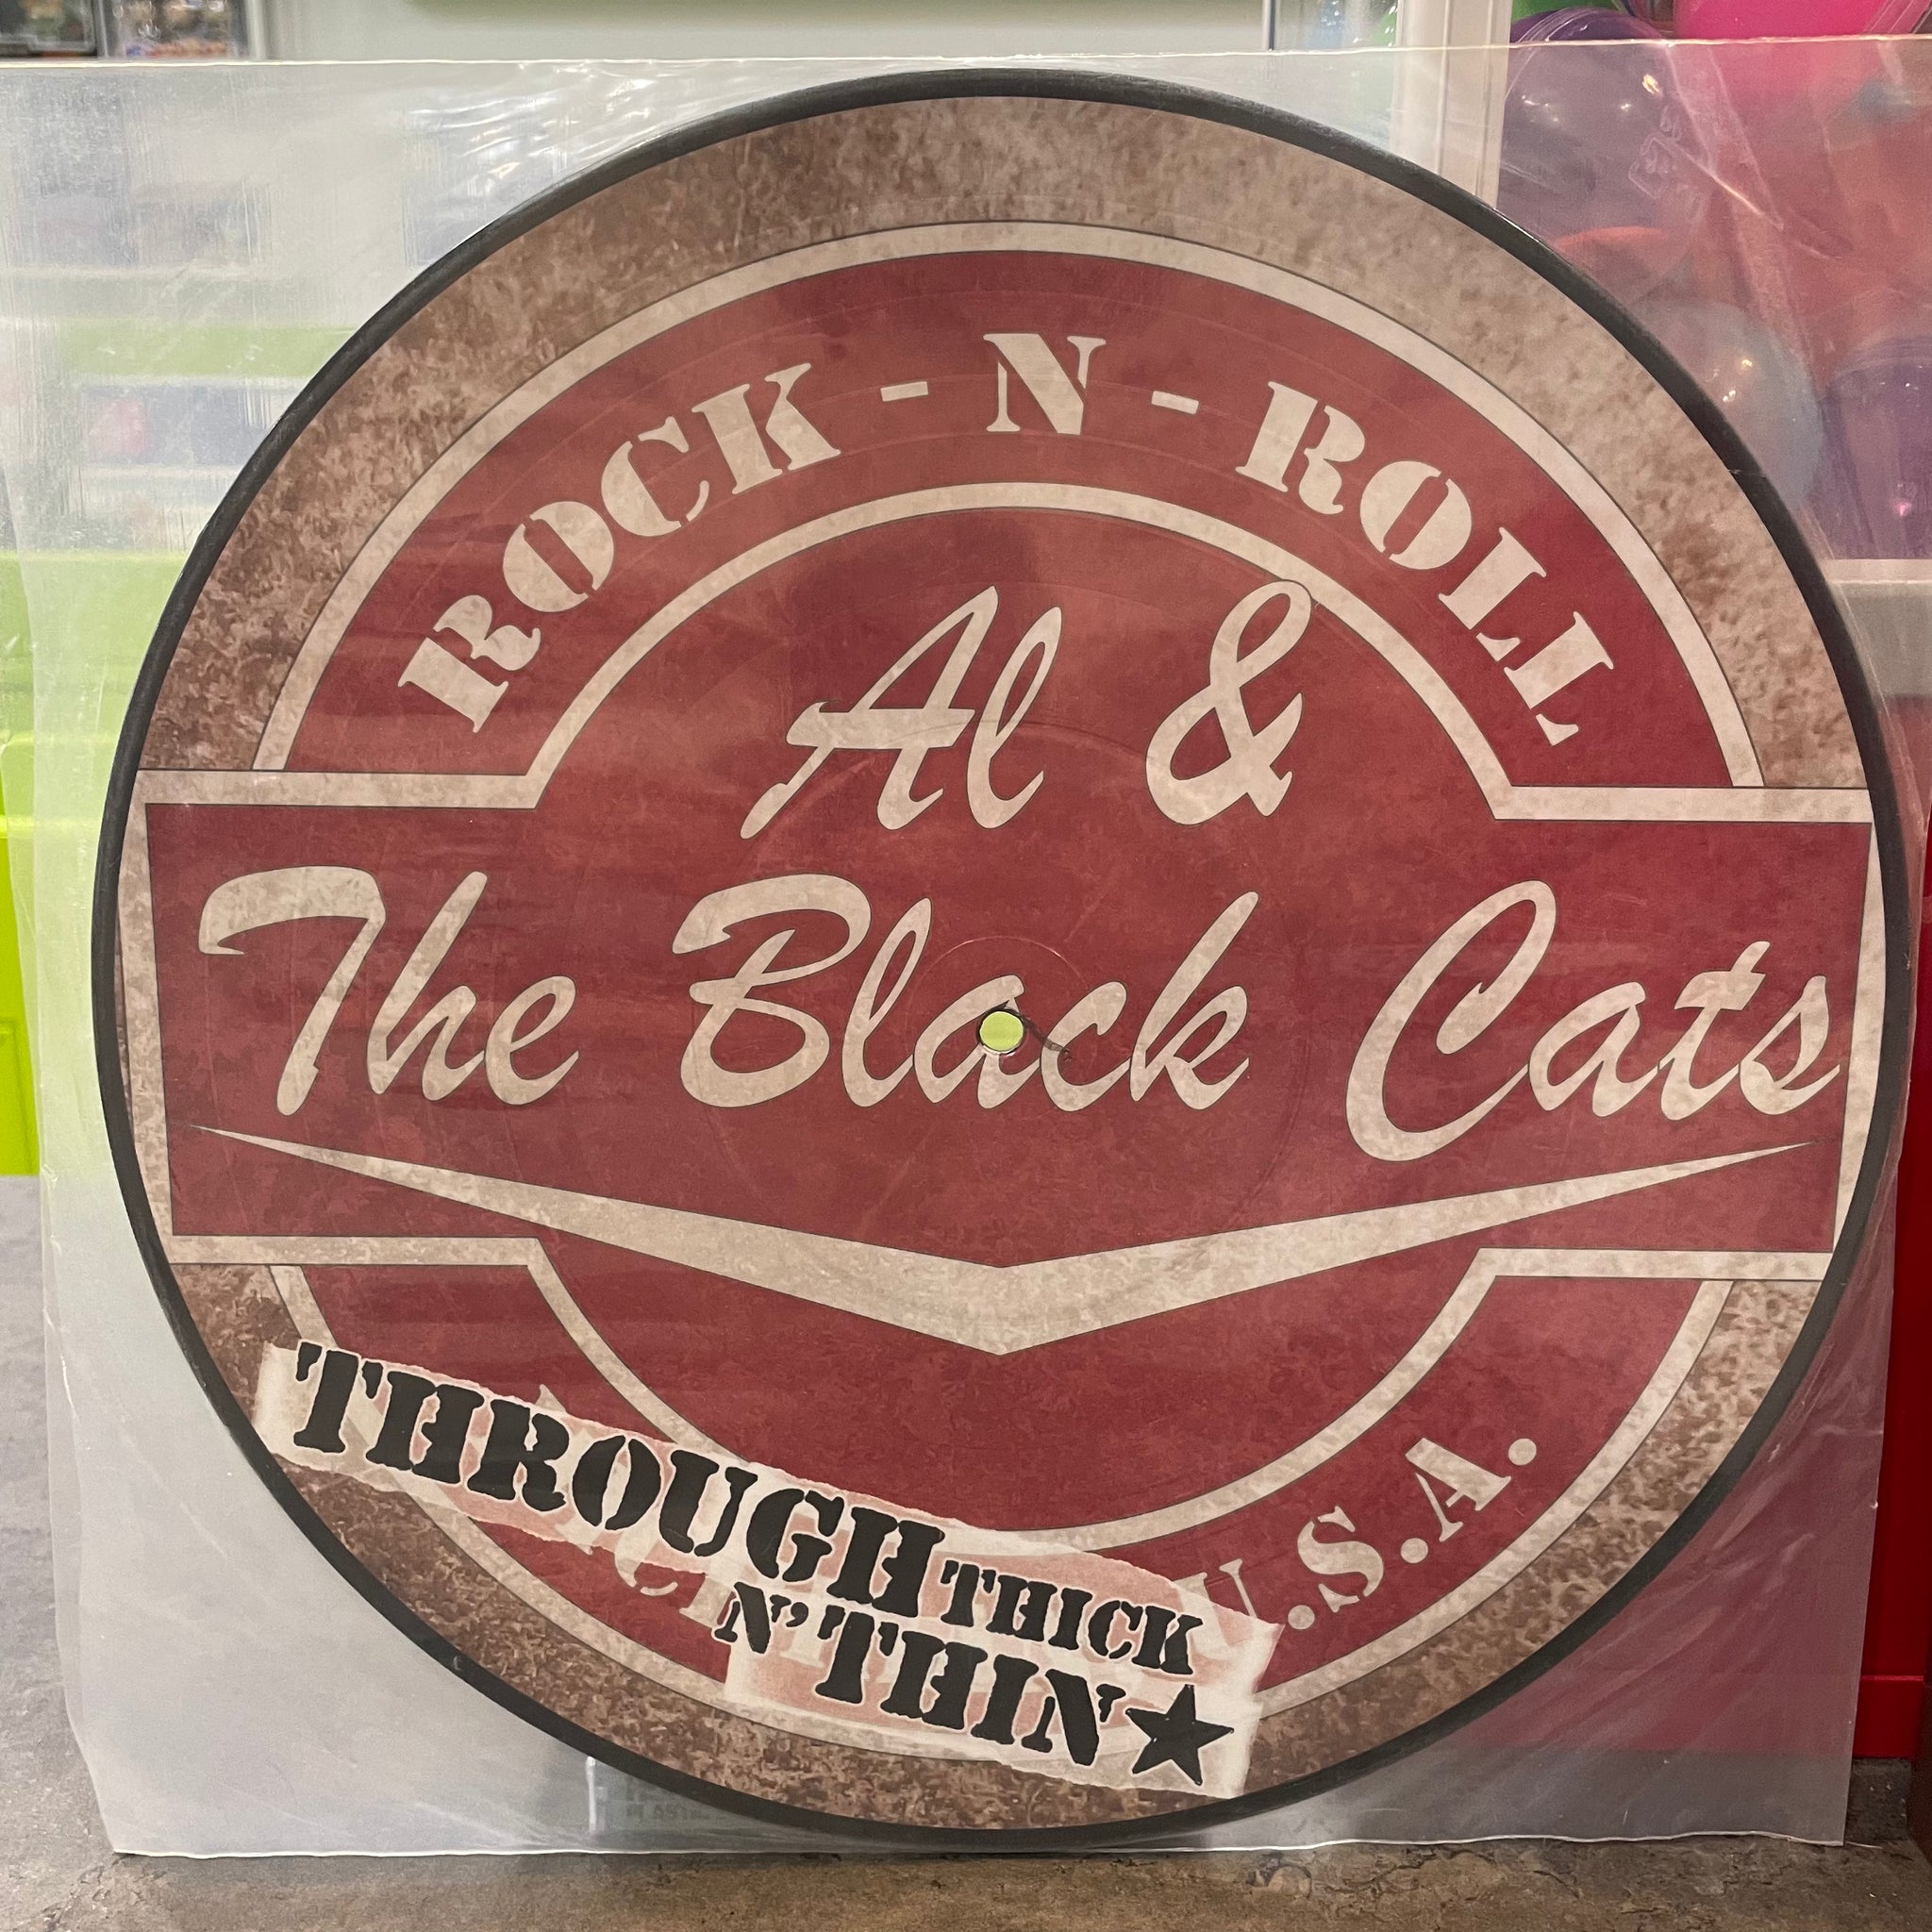 ROCK - N - ROLL
Al &
The Black Cats
THROUGH THICK
N' THIN
U.S.A.